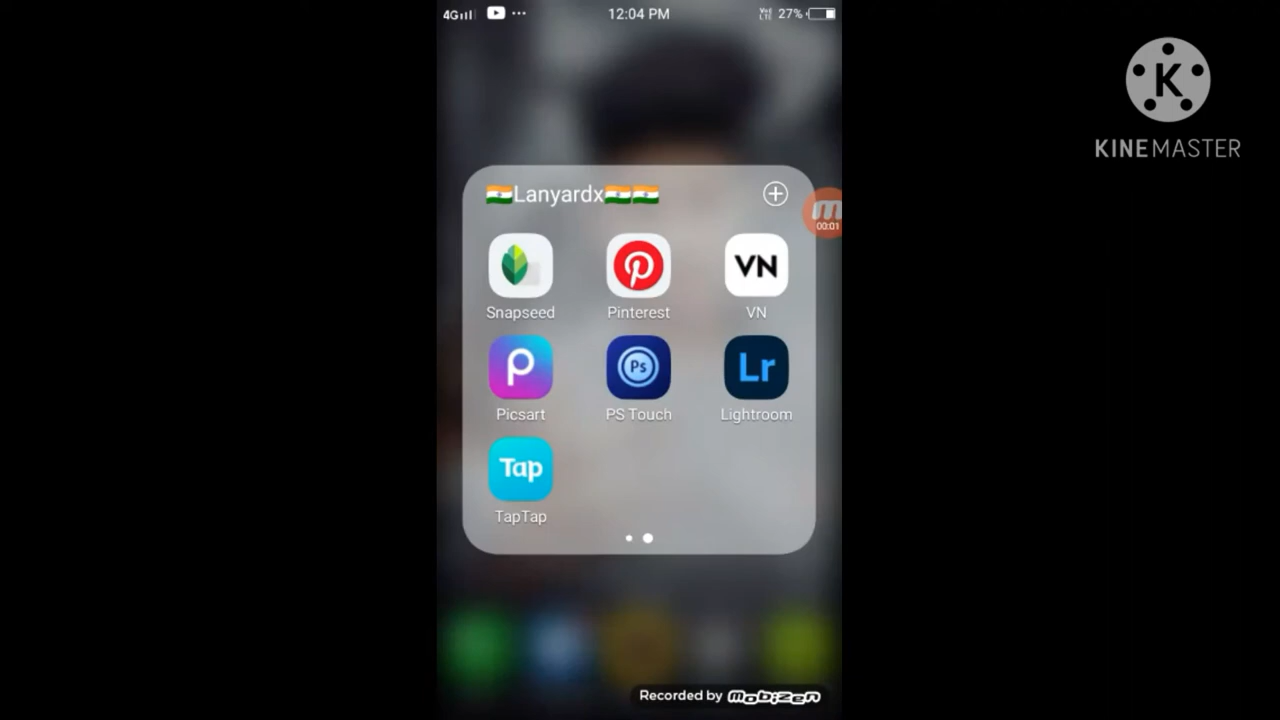 4G 12:04 PM VoLTE 27%
K
KINEMASTER
🇮🇳Lanyardx🇮🇳🇮🇳
00:01
VN
Snapseed Pinterest VN
P Ps Lr
Picsart PS Touch Lightroom
Tap
TapTap
Recorded by mobizen